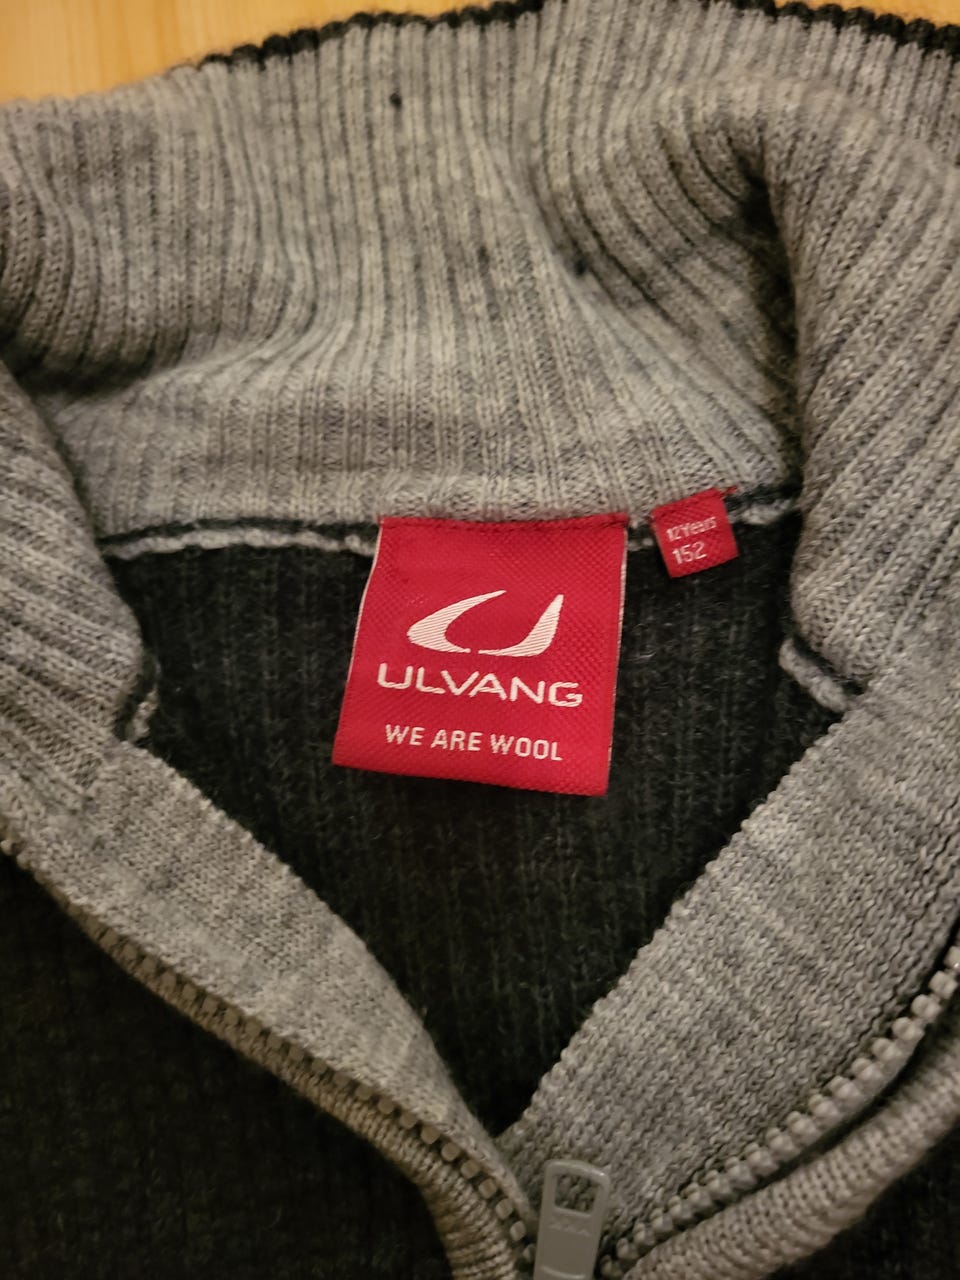 ULVANG
WE ARE WOOL
12Years
152